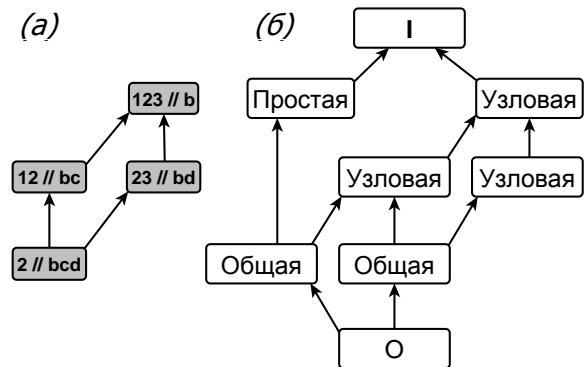 (а)
(б)
I
123 // b
Простая
Узловая
12 // bc
23 // bd
Узловая
Узловая
2 // bcd
Общая
Общая
O